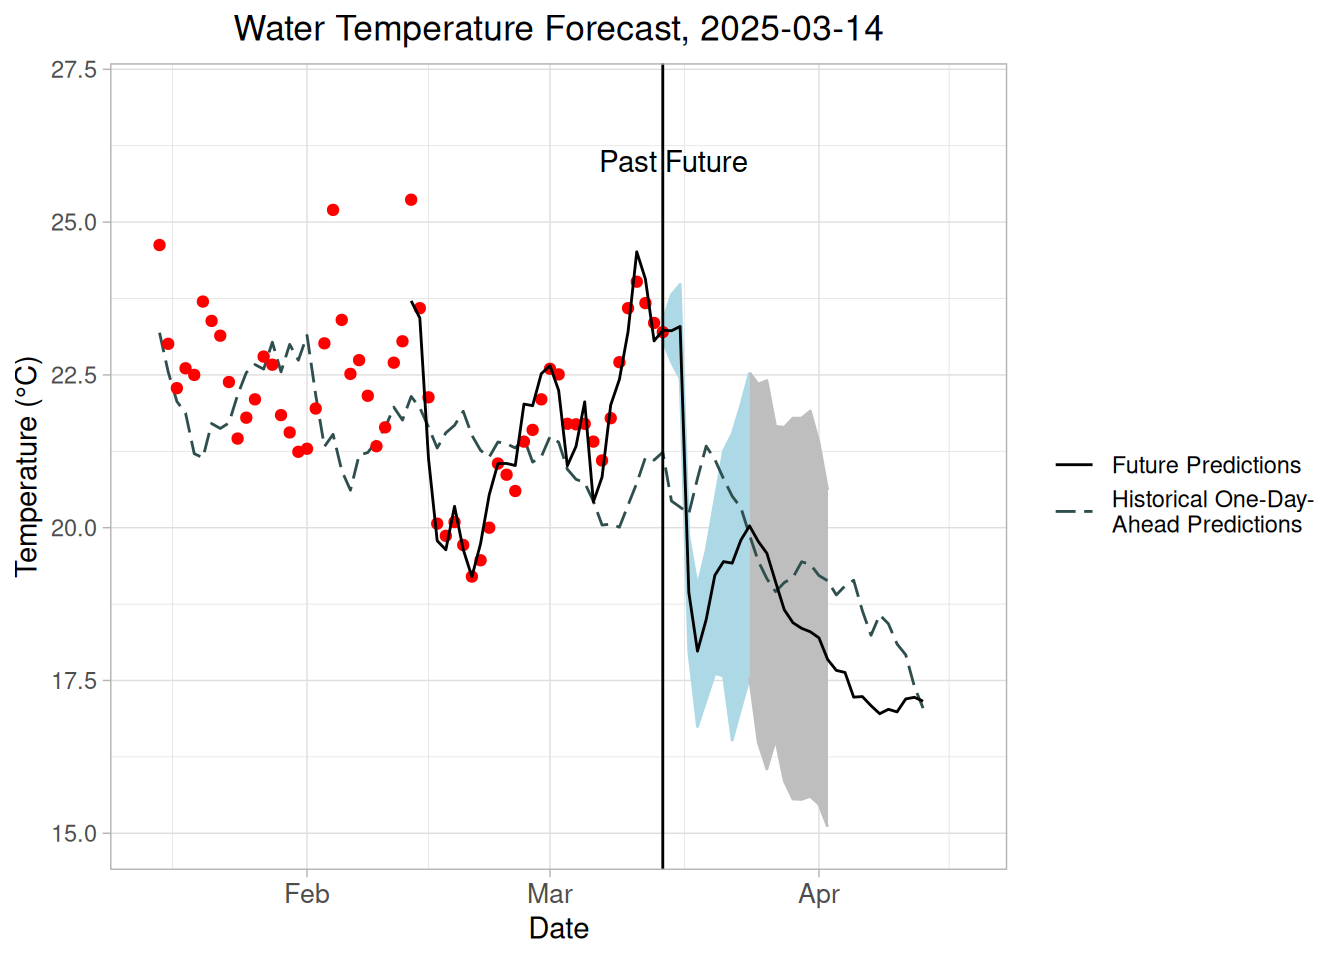 Water Temperature Forecast, 2025-03-14
27.5
25.0
22.5
20.0
17.5
15.0
Temperature (°C)
Past Future
Feb
Mar
Apr
Date
Future Predictions
Historical One-Day-
Ahead Predictions